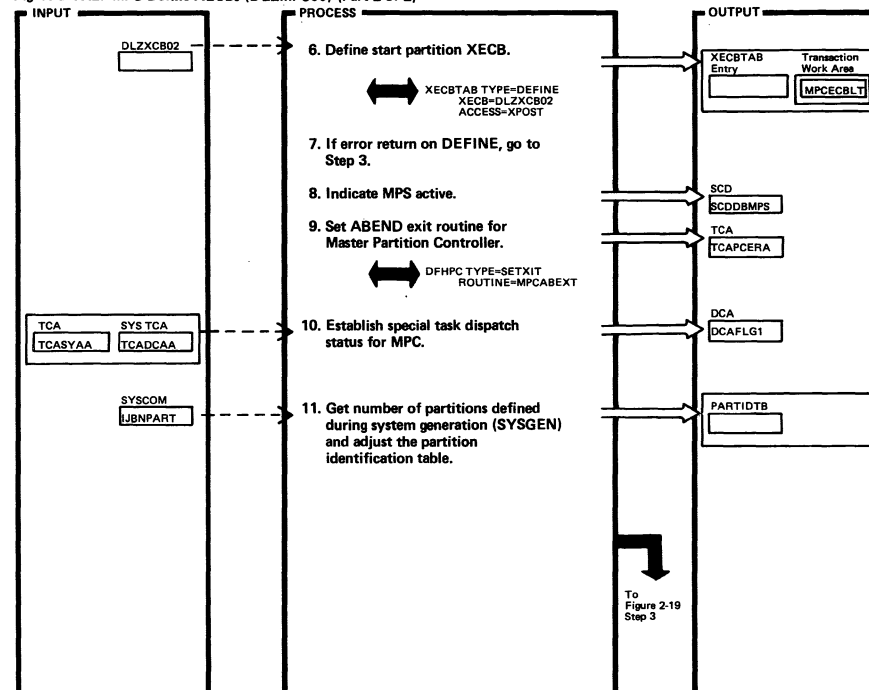 INPUT
PROCESS
OUTPUT
DLZXCB02
6. Define start partition XECB.
XECBTAB TYPE=DEFINE
XECB=DLZXCB02
ACCESS=XPOST
XECBTAB
Entry
Transaction
Work Area
MPCECBLT
7. If error return on DEFINE, go to
Step 3.
8. Indicate MPS active.
SCD
SCDDBMPS
9. Set ABEND exit routine for
Master Partition Controller.
TCA
TCAPCERA
DFHPC TYPE=SETXIT
ROUTINE=MPCABEXT
TCA
TCASYAA
SYS TCA
TCADCAA
10. Establish special task dispatch
status for MPC.
DCA
DCAFLG1
SYSCOM
IJBNPART
11. Get number of partitions defined
during system generation (SYSGEN)
and adjust the partition
identification table.
PARTIDTB
To
Figure 2-19
Step 3